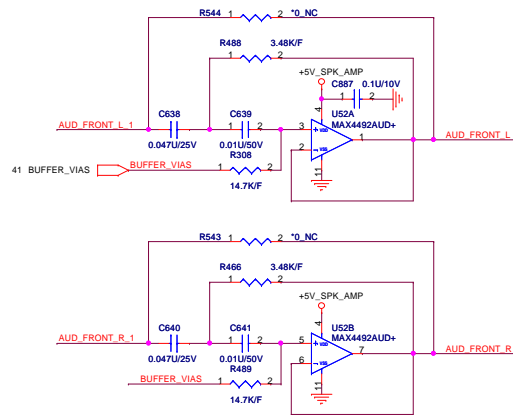 R544 1 2 *0_NC
R488 1 2 3.48K/F
+5V_SPK_AMP
C887 0.1U/10V
1 2
U52A
MAX4492AUD+
4
AUD_FRONT_L_1
C638
0.047U/25V
C639
1 2
0.01U/50V
3 + VDD
1
AUD_FRONT_L
2 - VSS
11
R308
41 BUFFER_VIAS
BUFFER_VIAS
1 2
14.7K/F
R543 1 2 *0_NC
R466 1 2 3.48K/F
+5V_SPK_AMP
U52B
MAX4492AUD+
4
AUD_FRONT_R_1
C640
0.047U/25V
C641
1 2
0.01U/50V
5 + VDD
7
AUD_FRONT_R
6 - VSS
11
R489
BUFFER_VIAS
1 2
14.7K/F